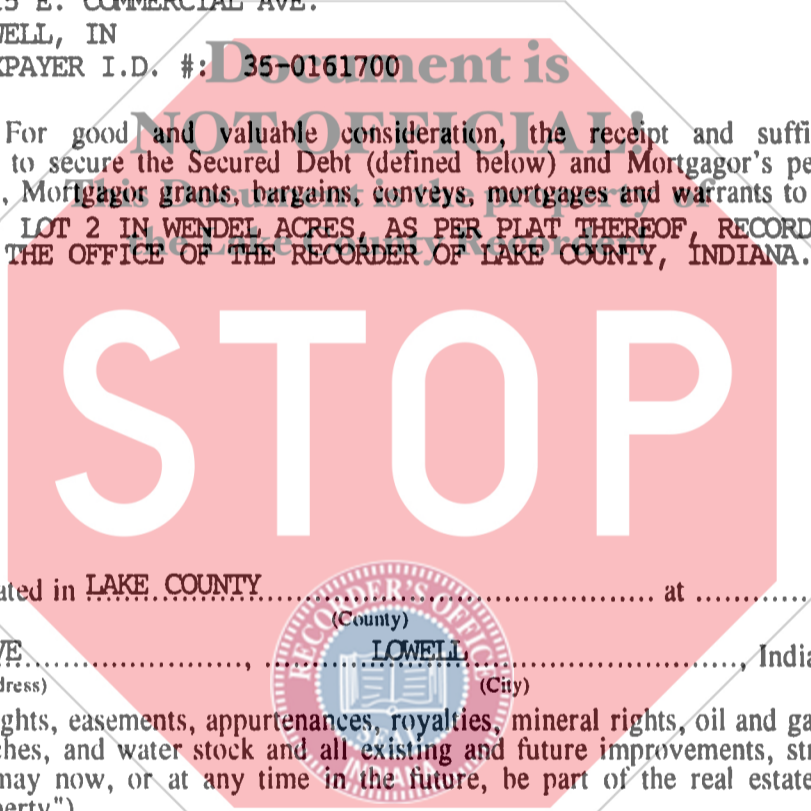 5 E. COMMERCIAL AVE.
WELL, IN
XPAYER I.D. #: 35-0161700
Document is
NOT OFFICIAL!
This Document is the property of
the Lake County Recorder!
For good and valuable consideration, the receipt and suffi
to secure the Secured Debt (defined below) and Mortgagor's pe
, Mortgagor grants, bargains, conveys, mortgages and warrants to
LOT 2 IN WENDEL ACRES, AS PER PLAT THEREOF, RECORD
THE OFFICE OF THE RECORDER OF LAKE COUNTY, INDIANA.
STOP
ated in LAKE COUNTY at
(County)
VE , LOWELL , India
dress) (City)
RECORDER'S OFFICE
SEAL
INDIANA
ghts, easements, appurtenances, royalties, mineral rights, oil and ga
ches, and water stock and all existing and future improvements, str
may now, or at any time in the future, be part of the real estate
perty")